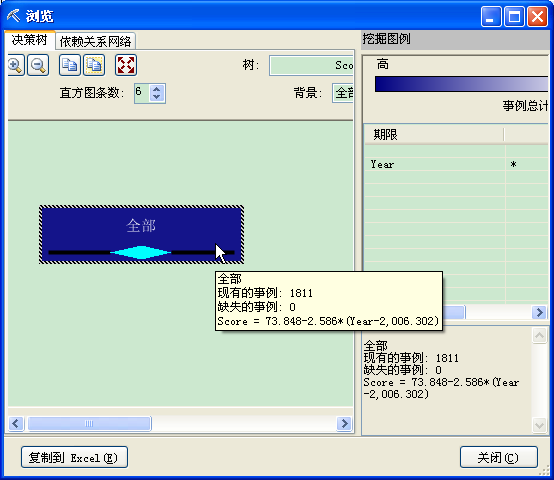 浏览
决策树 依赖关系网络
树: Sco
直方图条数: 6 背景: 全部
全部
全部
现有的事例: 1811
缺失的事例: 0
Score = 73.848-2.586*(Year-2,006.302)
挖掘图例
高
事例总计
期限
Year *
全部
现有的事例: 1811
缺失的事例: 0
Score = 73.848-2.586*(Year
-2,006.302)
复制到 Excel(E) 关闭(C)